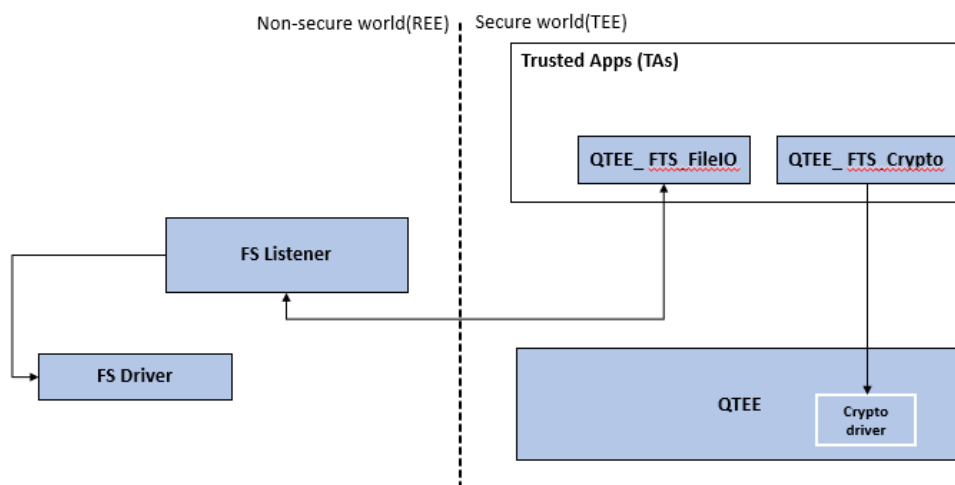 Non-secure world(REE)
Secure world(TEE)
Trusted Apps (TAs)
QTEE_ FTS_FileIO
QTEE_ FTS_Crypto
FS Listener
FS Driver
QTEE
Crypto
driver